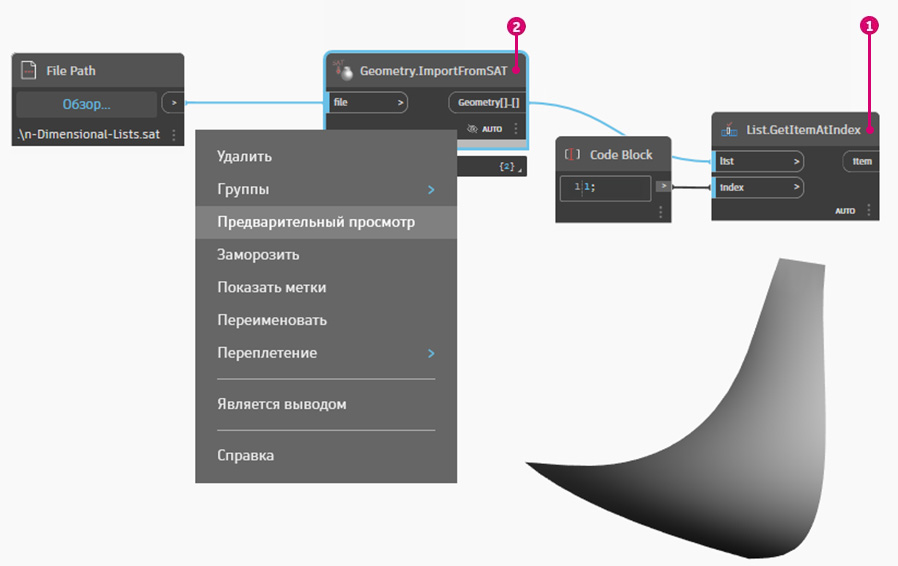 2
1
SAT
File Path
Обзор...
>
.\n-Dimensional-Lists.sat
Geometry.ImportFromSAT
file >
Geometry[]..[]
AUTO
{2}
Code Block
1 1;
>
List.GetItemAtIndex
list >
item
index >
AUTO
Удалить
Группы >
Предварительный просмотр
Заморозить
Показать метки
Переименовать
Переплетение >
Является выводом
Справка